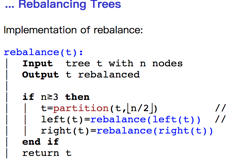 ... Rebalancing Trees
Implementation of rebalance:
rebalance(t):
| Input tree t with n nodes
| Output t rebalanced
|
| if n≥3 then
| | t=partition(t,⌊n/2⌋) //
| | left(t)=rebalance(left(t)) //
| | right(t)=rebalance(right(t))
| end if
| return t